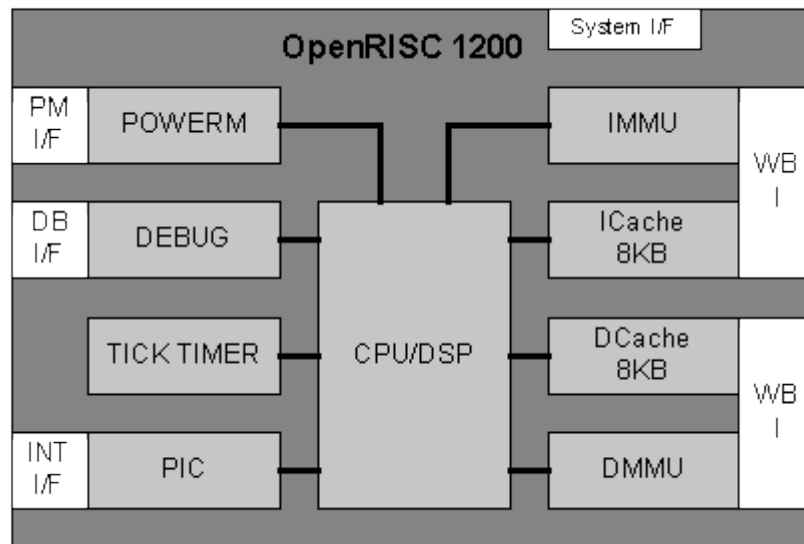 System I/F
OpenRISC 1200
PM
I/F
POWERM
IMMU
WB
I
DB
I/F
DEBUG
ICache
8KB
TICK TIMER
CPU/DSP
DCache
8KB
WB
I
INT
I/F
PIC
DMMU